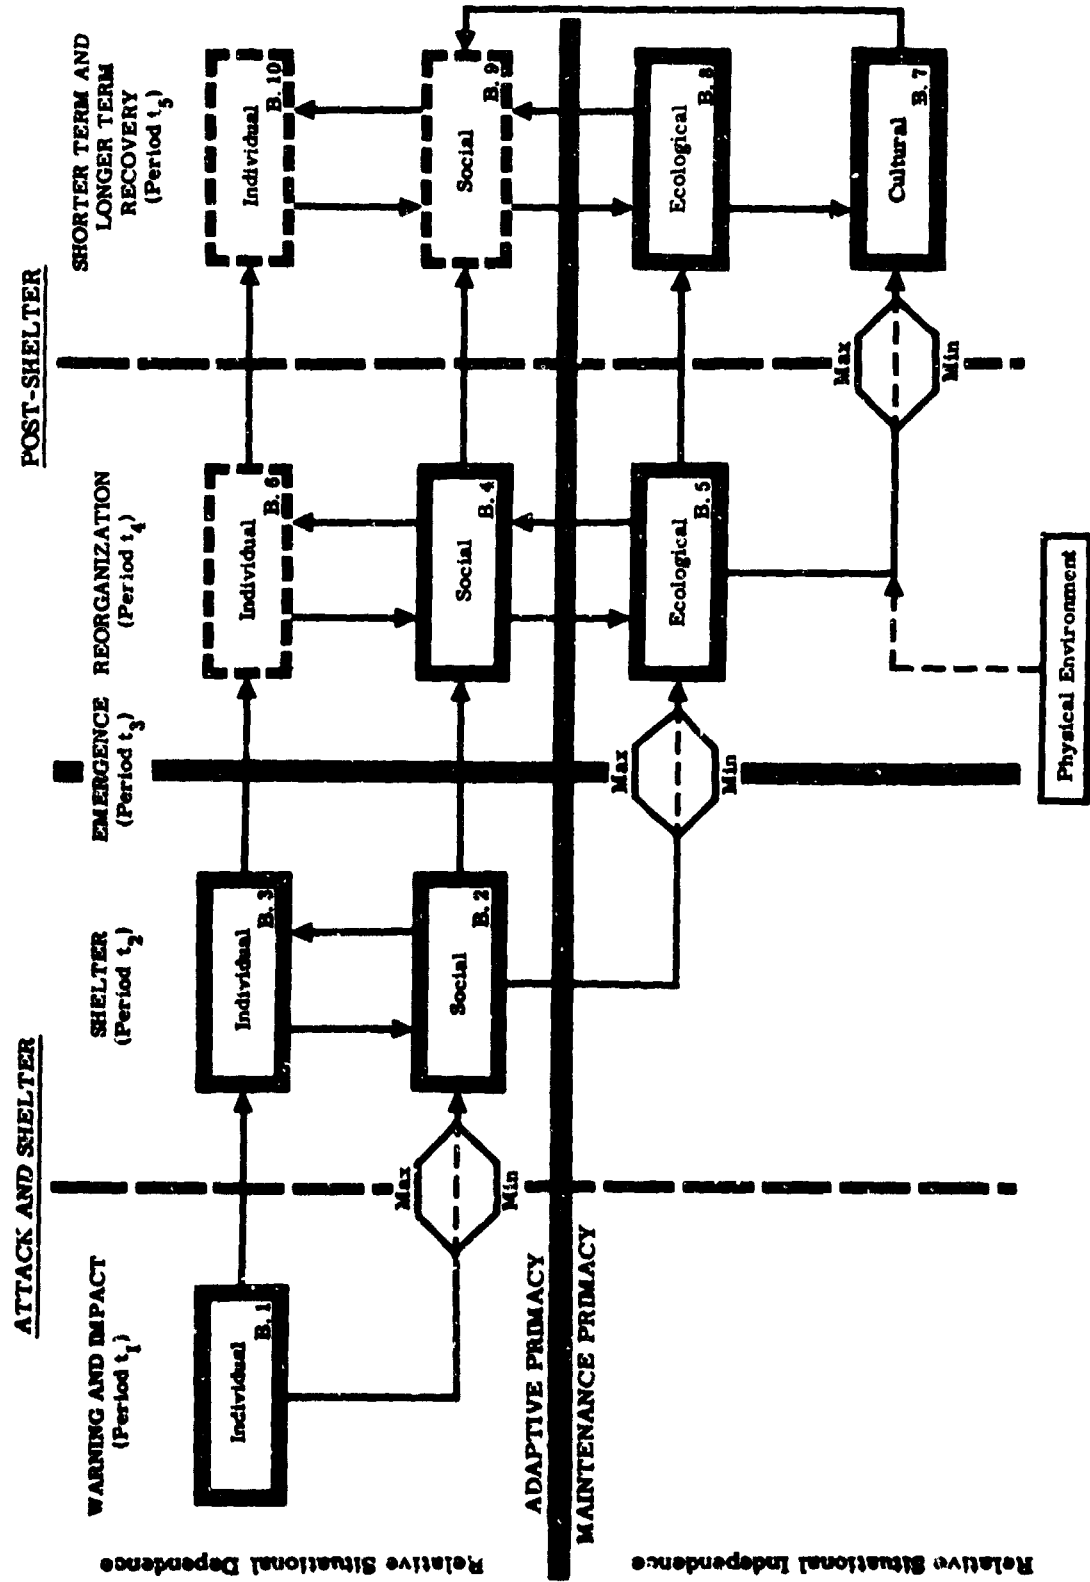 ATTACK AND SHELTER
POST-SHELTER
WARNING AND IMPACT
(Period t1)
SHELTER
(Period t2)
EMERGENCE
(Period t3)
REORGANIZATION
(Period t4)
SHORTER TERM AND
LONGER TERM
RECOVERY
(Period t5)
Relative Situational Dependence
Individual
B. 1
Individual
B. 3
Individual
B. 6
Individual
B. 10
Max
Min
Social
B. 2
Social
B. 4
Social
B. 9
ADAPTIVE PRIMACY
MAINTENANCE PRIMACY
Relative Situational Independence
Max
Min
Ecological
B. 5
Ecological
B. 8
Max
Min
Cultural
B. 7
Physical Environment